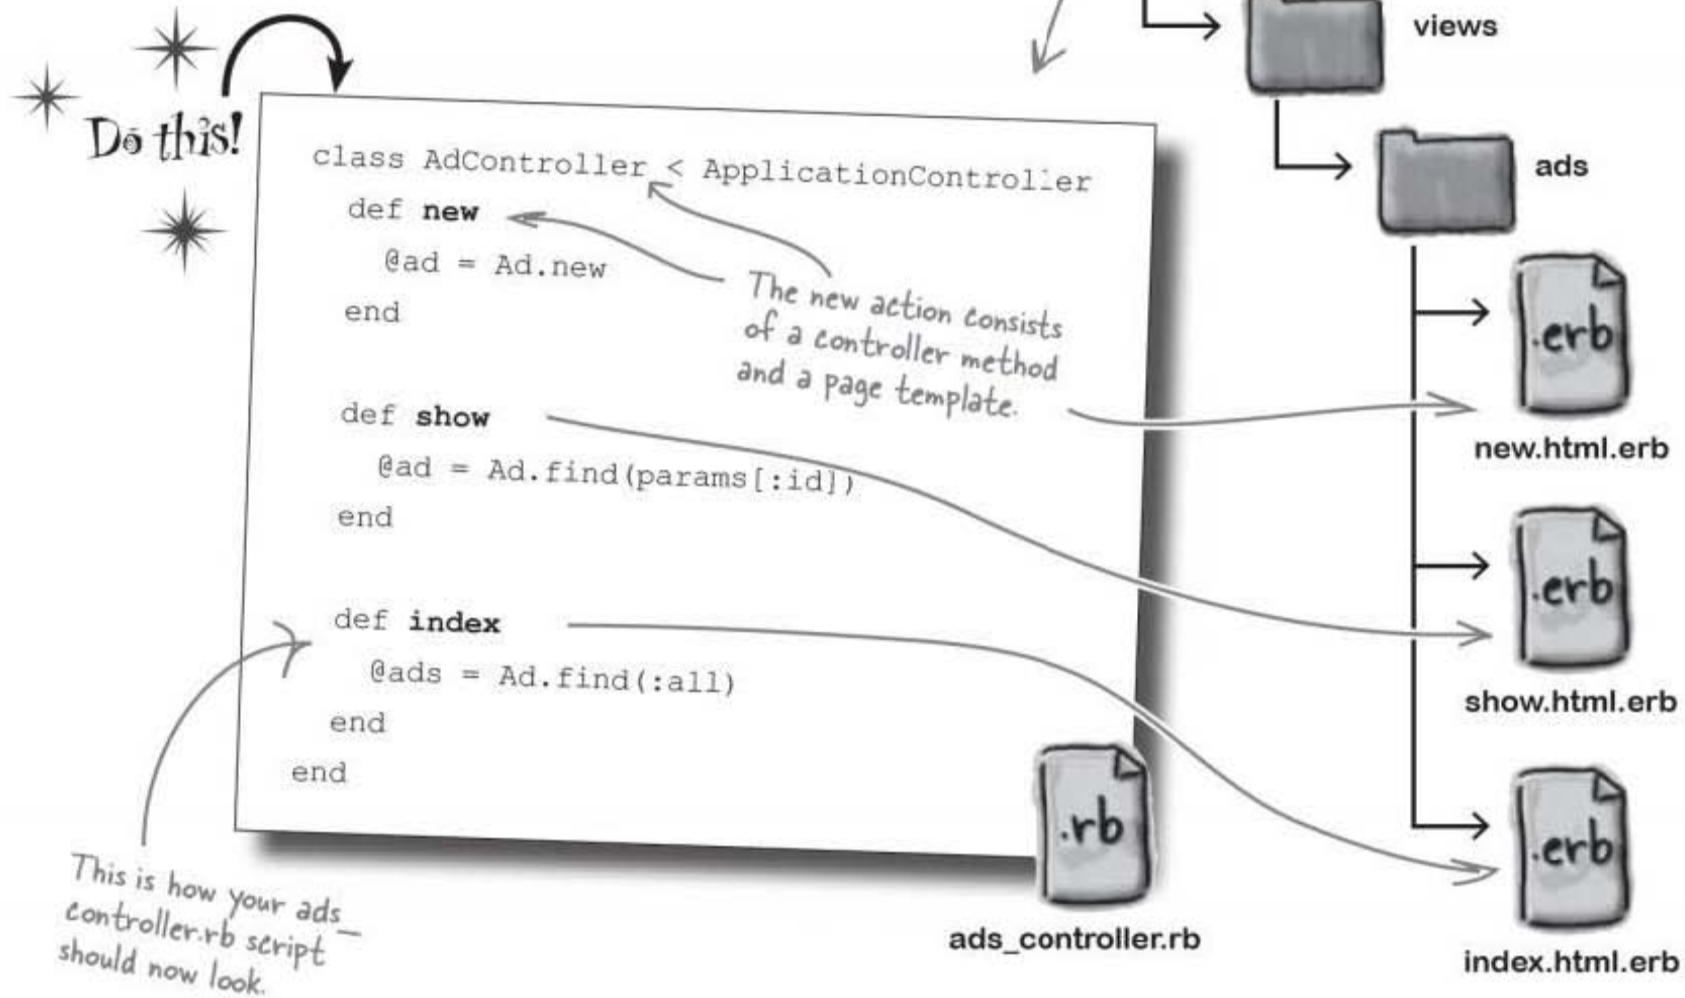 views
Do this!
ads
class AdController < ApplicationController
def new
@ad = Ad.new
end
The new action consists
of a controller method
and a page template.
def show
@ad = Ad.find(params[:id])
end
def index
@ads = Ad.find(:all)
end
end
.erb
new.html.erb
.erb
show.html.erb
.erb
index.html.erb
.rb
ads_controller.rb
This is how your ads_
controller.rb script
should now look.